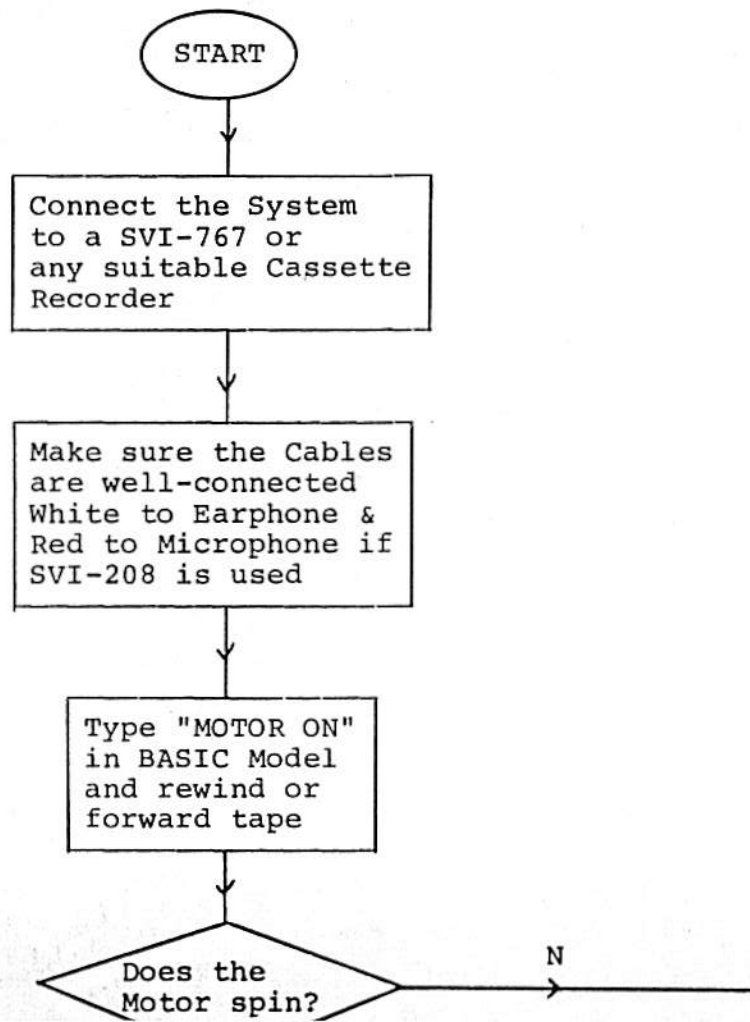 START
Connect the System
to a SVI-767 or
any suitable Cassette
Recorder
Make sure the Cables
are well-connected
White to Earphone &
Red to Microphone if
SVI-208 is used
Type "MOTOR ON"
in BASIC Model
and rewind or
forward tape
Does the
Motor spin?
N